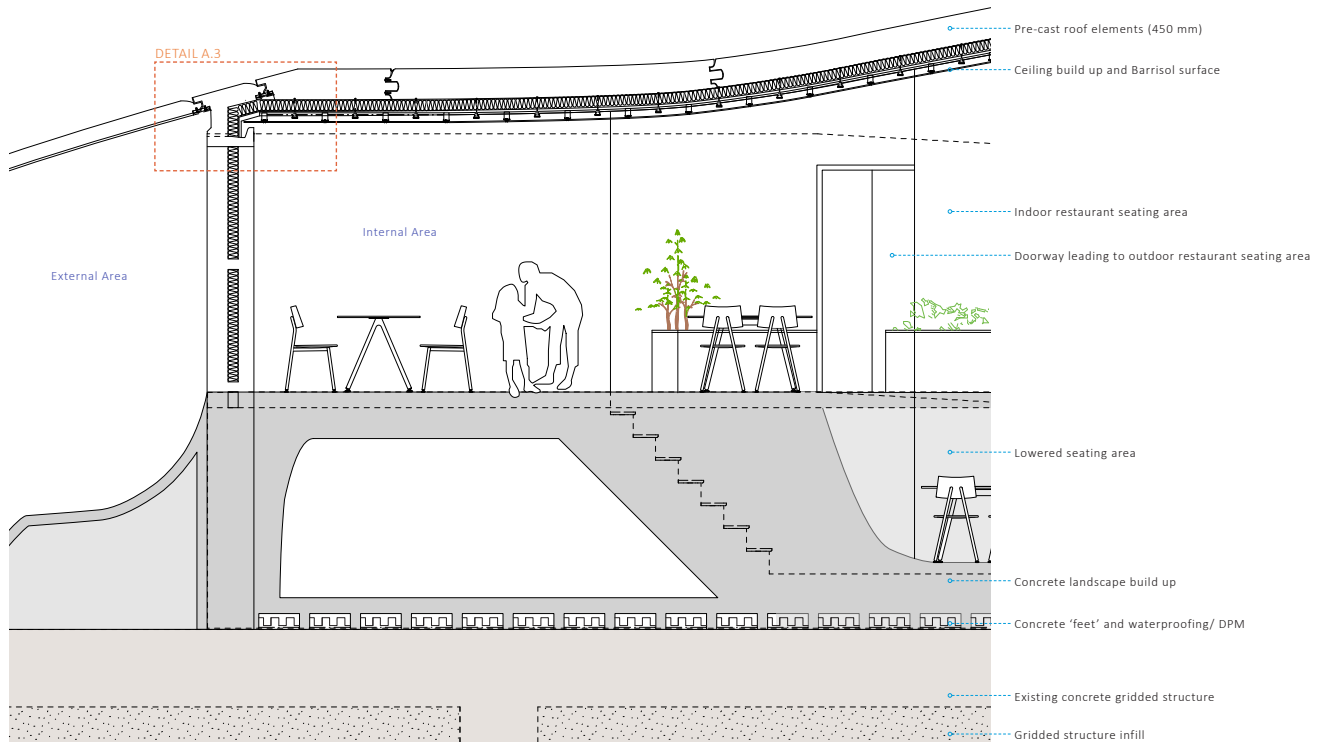 DETAIL A.3
Pre-cast roof elements (450 mm)
Ceiling build up and Barrisol surface
Internal Area
External Area
Indoor restaurant seating area
Doorway leading to outdoor restaurant seating area
Lowered seating area
Concrete landscape build up
Concrete ‘feet’ and waterproofing/ DPM
Existing concrete gridded structure
Gridded structure infill